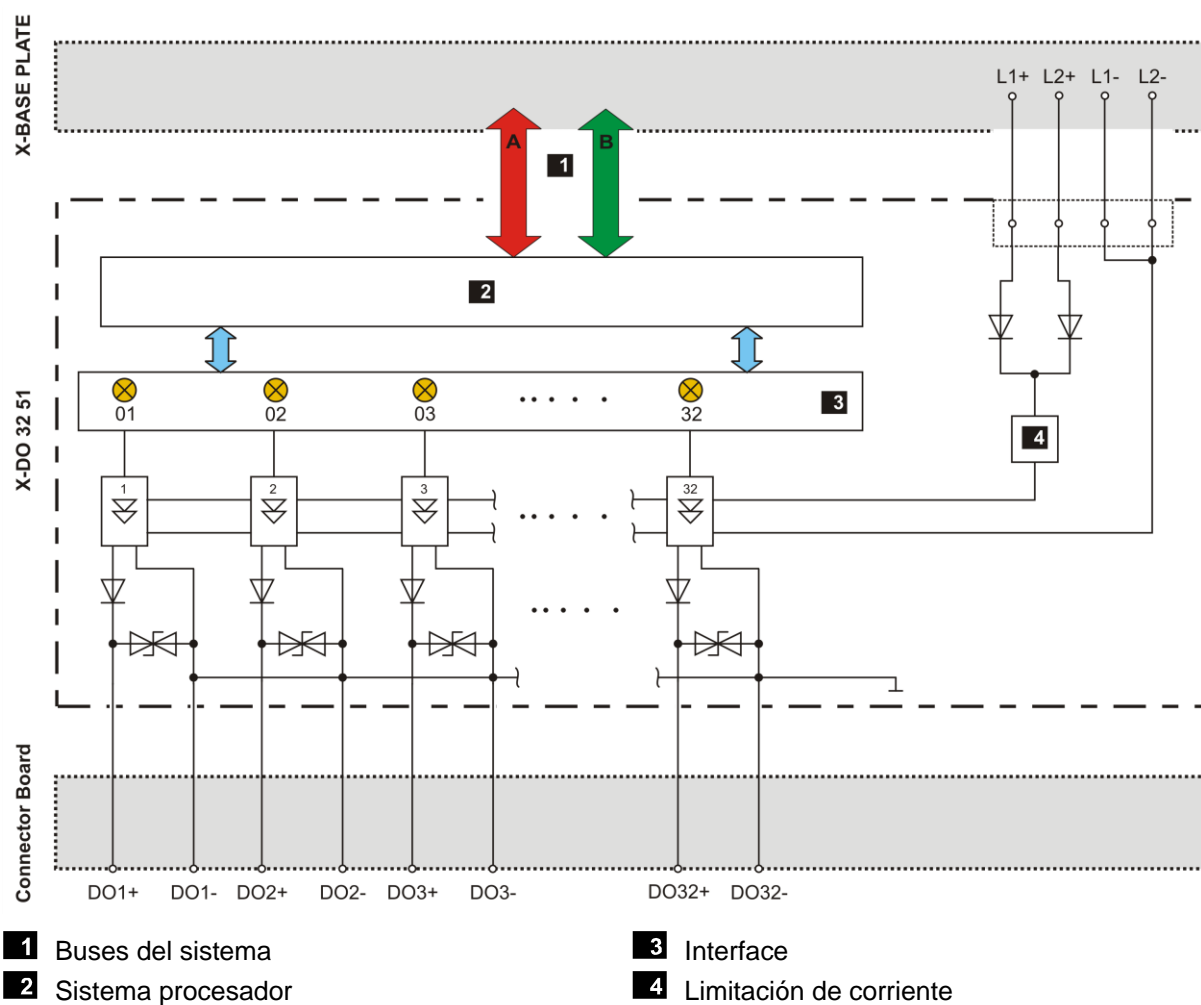 X-BASE PLATE
L1+ L2+ L1- L2-
A B
1
2
X-DO 32 51
01 02 03 32
3
4
1 2 3 32
Connector Board
DO1+ DO1- DO2+ DO2- DO3+ DO3- DO32+ DO32-
1 Buses del sistema
3 Interface
2 Sistema procesador
4 Limitación de corriente